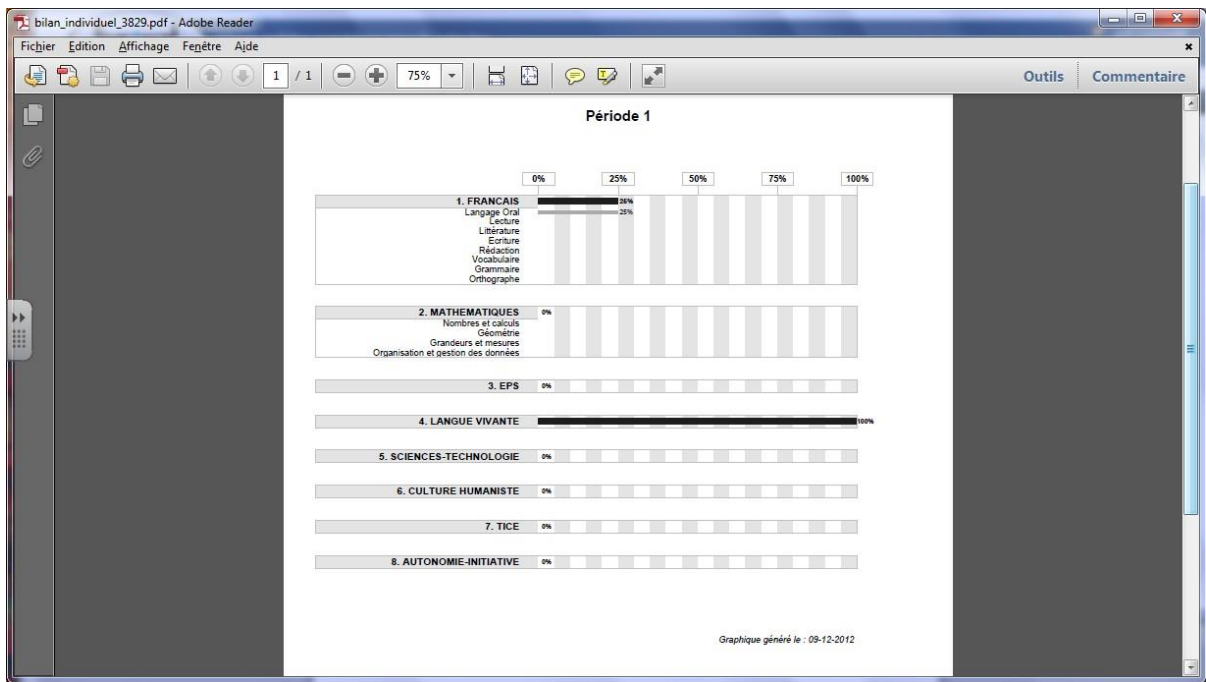 bilan_individuel_3829.pdf - Adobe Reader
Fichier Edition Affichage Fenêtre Aide
1 / 1 75% Outils Commentaire
Période 1
0% 25% 50% 75% 100%
1. FRANCAIS 25%
Langage Oral 25%
Lecture
Littérature
Ecriture
Rédaction
Vocabulaire
Grammaire
Orthographe
2. MATHEMATIQUES 0%
Nombres et calculs
Géométrie
Grandeurs et mesures
Organisation et gestion des données
3. EPS 0%
4. LANGUE VIVANTE 100%
5. SCIENCES-TECHNOLOGIE 0%
6. CULTURE HUMANISTE 0%
7. TICE 0%
8. AUTONOMIE-INITIATIVE 0%
Graphique généré le : 09-12-2012